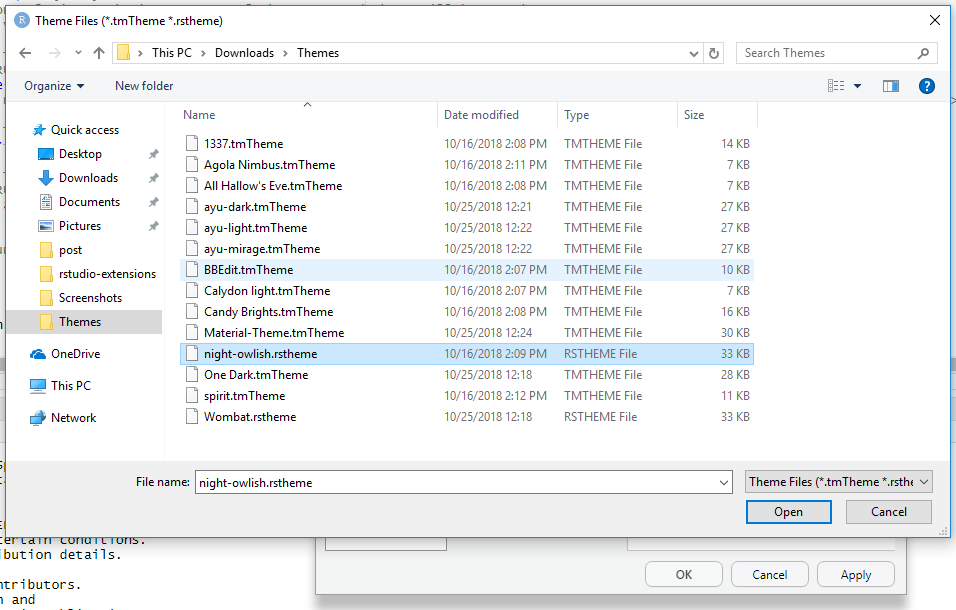 R Theme Files (*.tmTheme *.rstheme)
This PC > Downloads > Themes
Search Themes
Organize
New folder
Name Date modified Type Size
Quick access
Desktop
Downloads
Documents
Pictures
post
rstudio-extensions
Screenshots
Themes
OneDrive
This PC
Network
1337.tmTheme 10/16/2018 2:08 PM TMTHEME File 14 KB
Agola Nimbus.tmTheme 10/16/2018 2:11 PM TMTHEME File 7 KB
All Hallow's Eve.tmTheme 10/16/2018 2:08 PM TMTHEME File 7 KB
ayu-dark.tmTheme 10/25/2018 12:21 TMTHEME File 27 KB
ayu-light.tmTheme 10/25/2018 12:22 TMTHEME File 27 KB
ayu-mirage.tmTheme 10/25/2018 12:22 TMTHEME File 27 KB
BBEdit.tmTheme 10/16/2018 2:07 PM TMTHEME File 10 KB
Calydon light.tmTheme 10/16/2018 2:07 PM TMTHEME File 7 KB
Candy Brights.tmTheme 10/16/2018 2:08 PM TMTHEME File 16 KB
Material-Theme.tmTheme 10/25/2018 12:24 TMTHEME File 30 KB
night-owlish.rstheme 10/16/2018 2:09 PM RSTHEME File 33 KB
One Dark.tmTheme 10/25/2018 12:18 TMTHEME File 28 KB
spirit.tmTheme 10/16/2018 2:12 PM TMTHEME File 11 KB
Wombat.rstheme 10/25/2018 12:18 RSTHEME File 33 KB
File name: night-owlish.rstheme
Theme Files (*.tmTheme *.rsthe
Open
Cancel
certain conditions.
ibution details.
ntributors.
n and
OK
Cancel
Apply